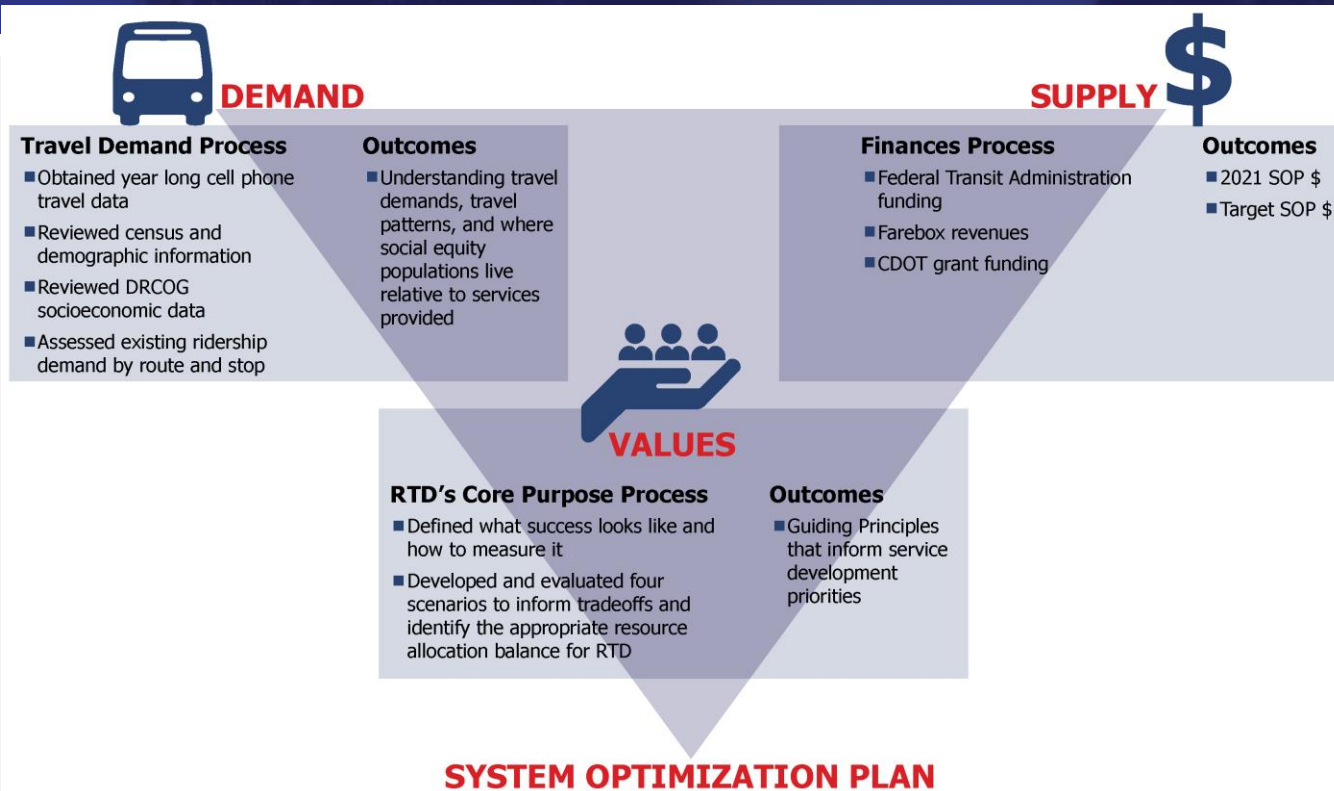 DEMAND
Travel Demand Process
■Obtained year long cell phone
travel data
■Reviewed census and
demographic information
■Reviewed DRCOG
socioeconomic data
■Assessed existing ridership
demand by route and stop
Outcomes
■Understanding travel
demands, travel
patterns, and where
social equity
populations live
relative to services
provided
SUPPLY $
Finances Process
■Federal Transit Administration
funding
■Farebox revenues
■CDOT grant funding
Outcomes
■2021 SOP $
■Target SOP $
VALUES
RTD’s Core Purpose Process
■Defined what success looks like and
how to measure it
■Developed and evaluated four
scenarios to inform tradeoffs and
identify the appropriate resource
allocation balance for RTD
Outcomes
■Guiding Principles
that inform service
development
priorities
SYSTEM OPTIMIZATION PLAN